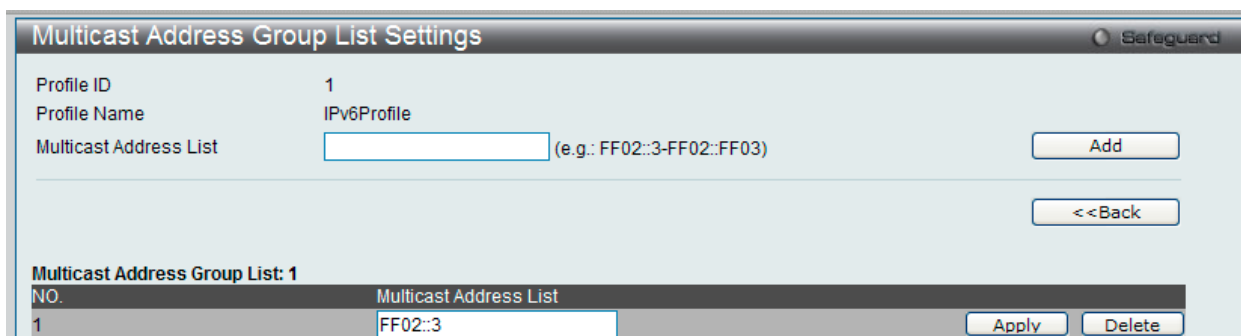 Multicast Address Group List Settings
Safeguard
Profile ID 1
Profile Name IPv6Profile
Multicast Address List (e.g.: FF02::3-FF02::FF03) Add
<<Back
Multicast Address Group List: 1
NO. Multicast Address List
1 FF02::3 Apply Delete